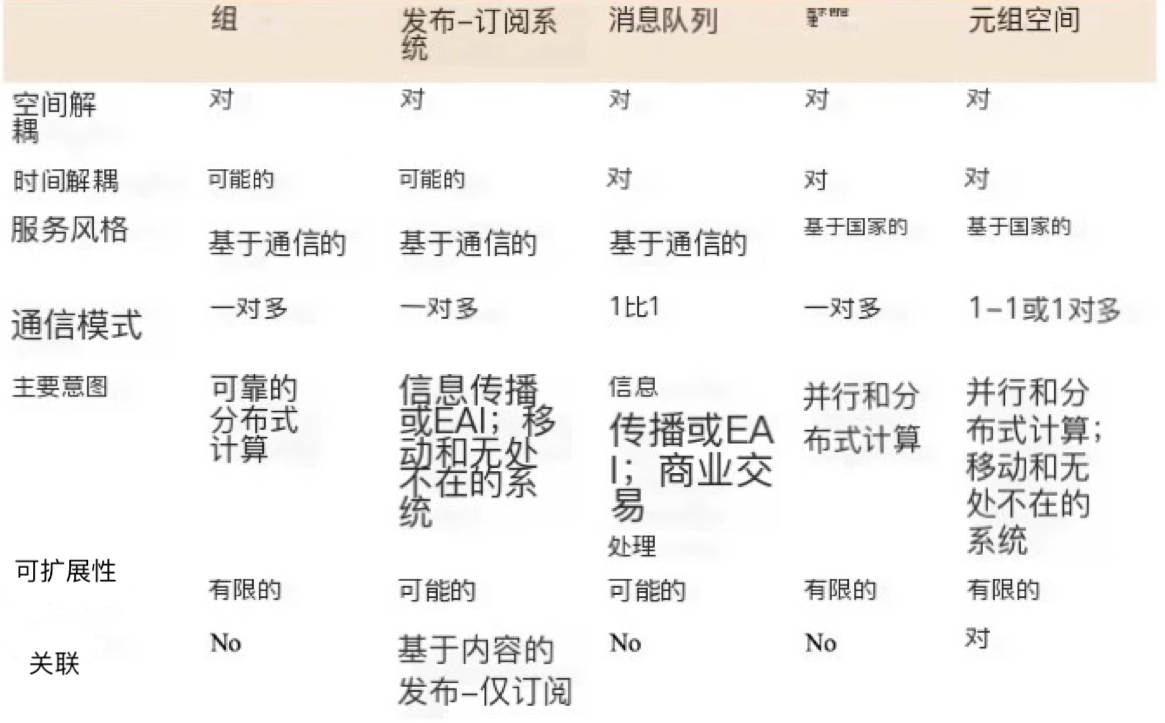 组 发布-订阅系统 消息队列 元组空间
空间解耦 对 对 对 对 对
时间解耦 可能的 可能的 对 对 对
服务风格 基于通信的 基于通信的 基于通信的 基于国家的 基于国家的
通信模式 一对多 一对多 1比1 一对多 1-1或1对多
主要意图 可靠的分布式计算 信息传播或EAI；移动和无处不在的系统 信息传播或EAI；商业交易处理 并行和分布式计算 并行和分布式计算；移动和无处不在的系统
可扩展性 有限的 可能的 可能的 有限的 有限的
关联 No 基于内容的发布-仅订阅 No No 对